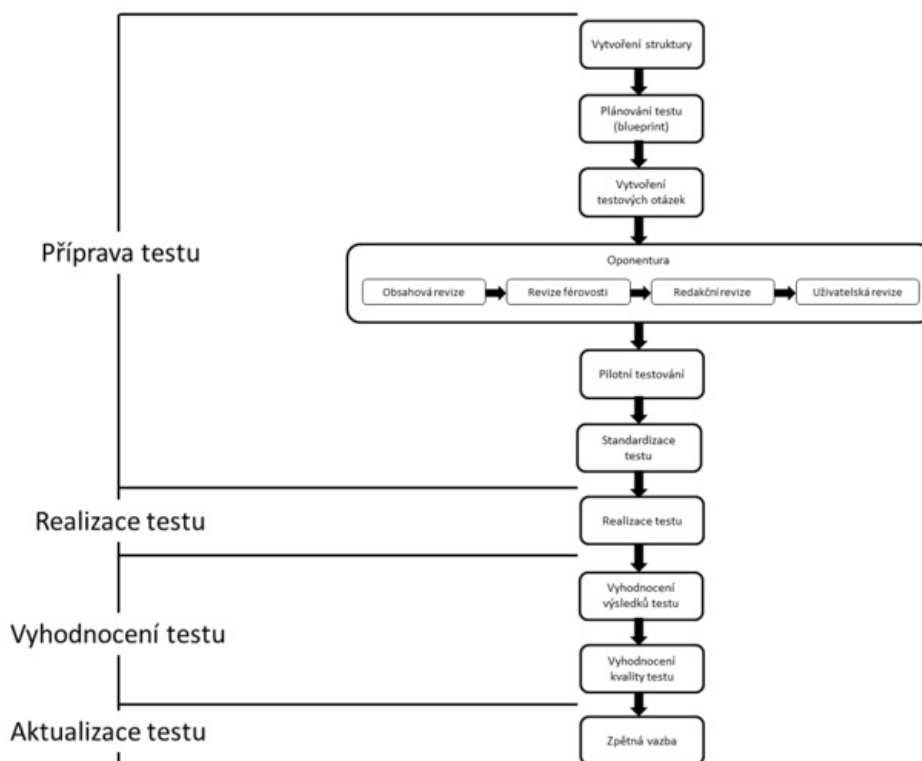 Vytvoření struktury
Plánování testu
(blueprint)
Vytvoření
testových otázek
Příprava testu
Oponentura
Obsahová revize
Revize férovosti
Redakční revize
Uživatelská revize
Pilotní testování
Standardizace
testu
Realizace testu
Realizace testu
Vyhodnocení
výsledků testu
Vyhodnocení testu
Vyhodnocení
kvality testu
Aktualizace testu
Zpětná vazba